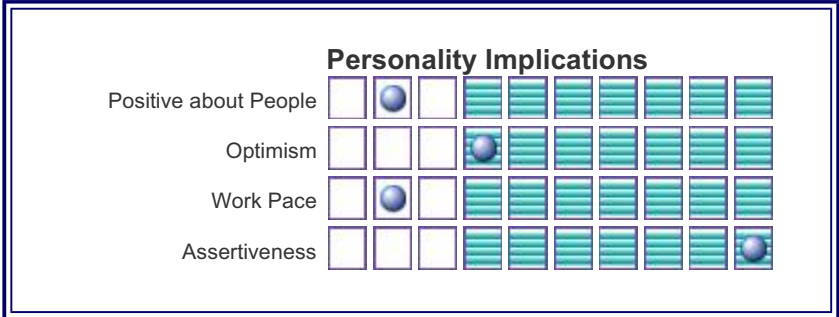 Personality Implications
Positive about People
Optimism
Work Pace
Assertiveness